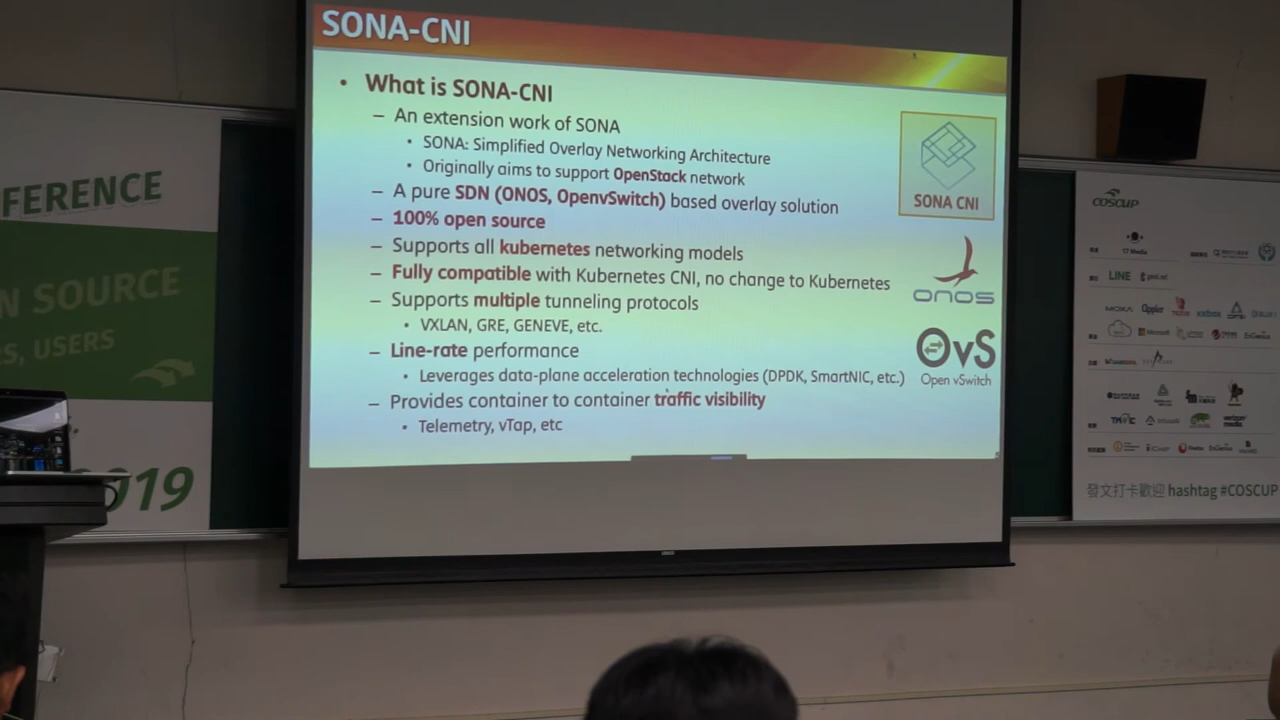 SONA-CNI
• What is SONA-CNI
– An extension work of SONA
• SONA: Simplified Overlay Networking Architecture
• Originally aims to support OpenStack network
– A pure SDN (ONOS, OpenvSwitch) based overlay solution
– 100% open source
– Supports all kubernetes networking models
– Fully compatible with Kubernetes CNI, no change to Kubernetes
– Supports multiple tunneling protocols
• VXLAN, GRE, GENEVE, etc.
– Line-rate performance
• Leverages data-plane acceleration technologies (DPDK, SmartNIC, etc.)
– Provides container to container traffic visibility
• Telemetry, vTap, etc
SONA CNI
onos
OvS
Open vSwitch
FERENCE
N SOURCE
S, USERS
019
COSCUP
LINE
MOXA
Microsoft
發文打卡歡迎 hashtag #COSCUP